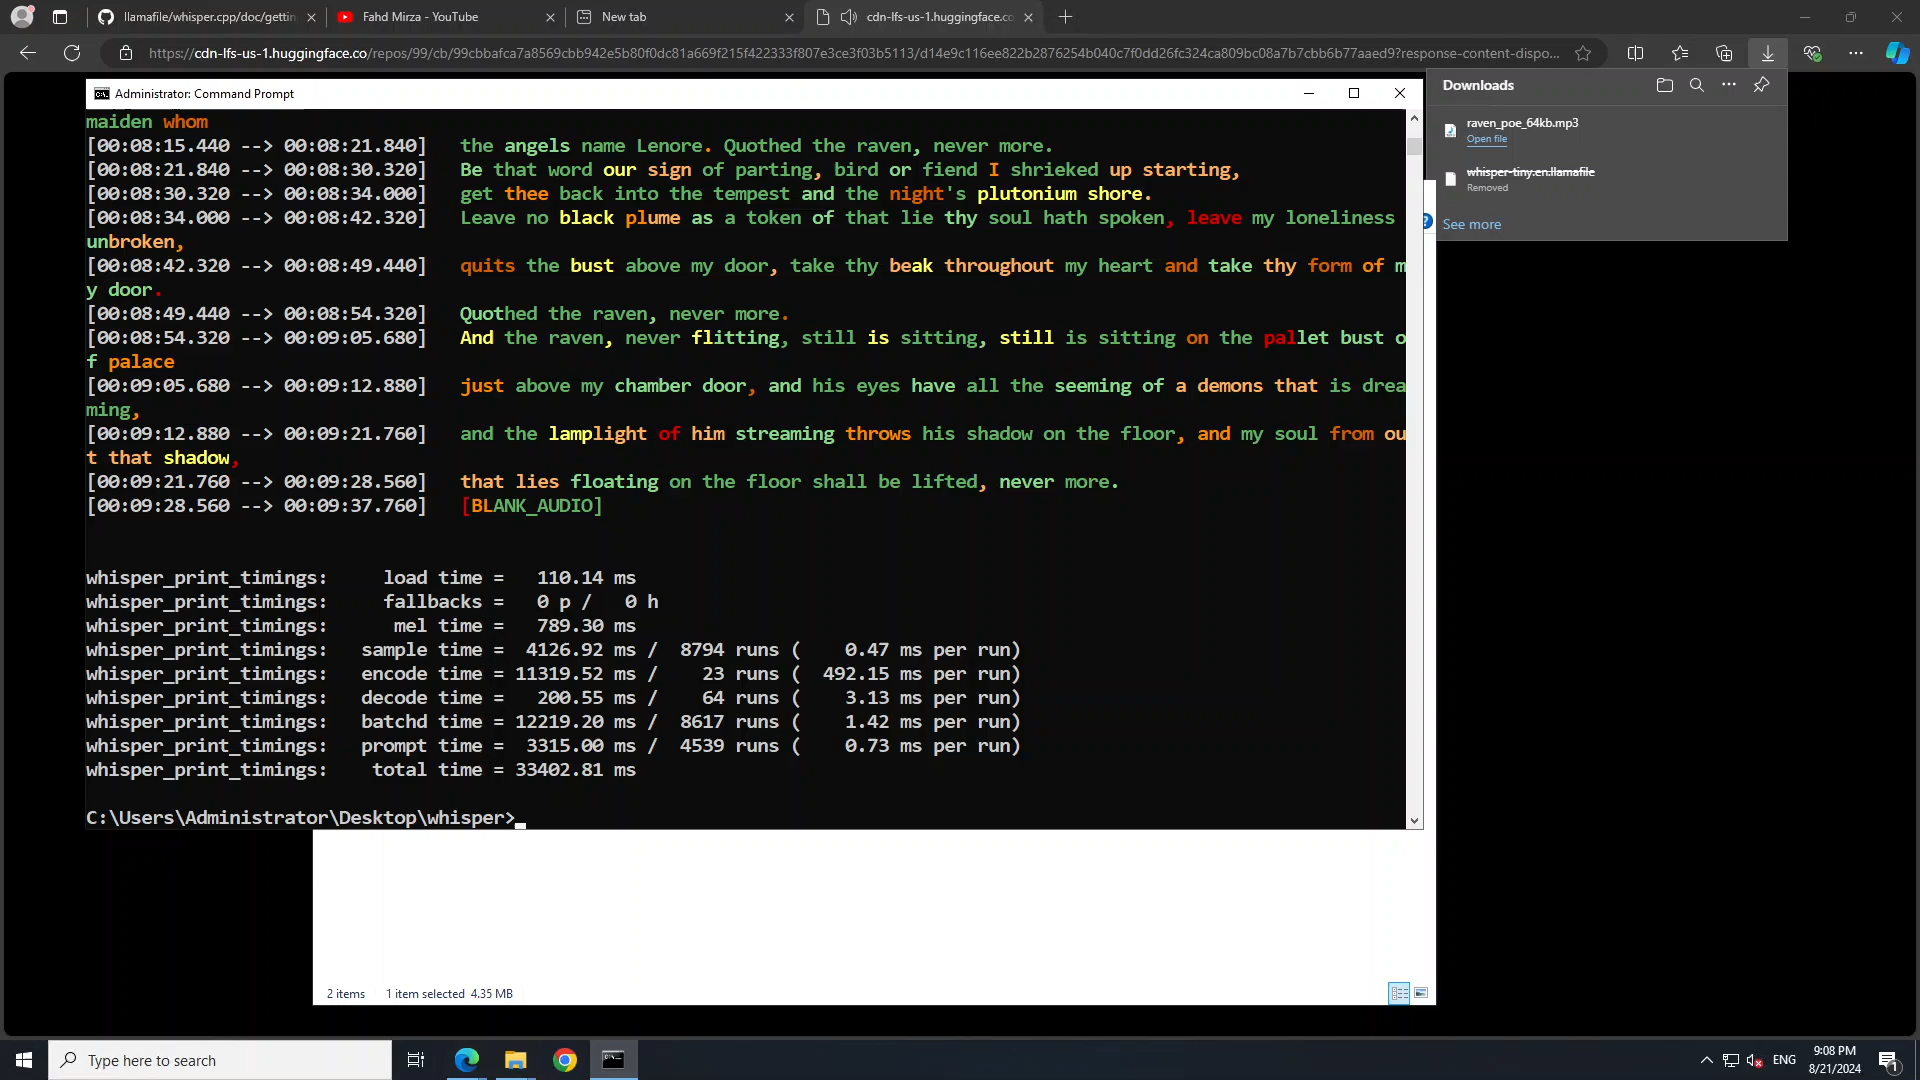 llamafile/whisper.cpp/doc/gettin
Fahd Mirza - YouTube
New tab
cdn-lfs-us-1.huggingface.co
https://cdn-lfs-us-1.huggingface.co/repos/99/cb/99cbbafca7a8569cbb942e5b80f0dc81a669f215f422333f807e3ce3f03b5113/d14e9c116ee822b2876254b040c7f0dd26fc324ca809bc08a7b7cbb6b77aaed9?response-content-dispo...
Administrator: Command Prompt
Downloads
raven_poe_64kb.mp3
Open file
whisper-tiny.en.llamafile
Removed
See more
maiden whom
[00:08:15.440 --> 00:08:21.840]   the angels name Lenore. Quothed the raven, never more.
[00:08:21.840 --> 00:08:30.320]   Be that word our sign of parting, bird or fiend I shrieked up starting,
[00:08:30.320 --> 00:08:34.000]   get thee back into the tempest and the night's plutonium shore.
[00:08:34.000 --> 00:08:42.320]   Leave no black plume as a token of that lie thy soul hath spoken, leave my loneliness
unbroken,
[00:08:42.320 --> 00:08:49.440]   quits the bust above my door, take thy beak throughout my heart and take thy form of m
y door.
[00:08:49.440 --> 00:08:54.320]   Quothed the raven, never more.
[00:08:54.320 --> 00:09:05.680]   And the raven, never flitting, still is sitting, still is sitting on the pallet bust o
f palace
[00:09:05.680 --> 00:09:12.880]   just above my chamber door, and his eyes have all the seeming of a demons that is drea
ming,
[00:09:12.880 --> 00:09:21.760]   and the lamplight of him streaming throws his shadow on the floor, and my soul from ou
t that shadow,
[00:09:21.760 --> 00:09:28.560]   that lies floating on the floor shall be lifted, never more.
[00:09:28.560 --> 00:09:37.760]   [BLANK_AUDIO]
whisper_print_timings:     load time =   110.14 ms
whisper_print_timings:     fallbacks =   0 p /   0 h
whisper_print_timings:      mel time =   789.30 ms
whisper_print_timings:   sample time =  4126.92 ms /  8794 runs (    0.47 ms per run)
whisper_print_timings:   encode time = 11319.52 ms /    23 runs (  492.15 ms per run)
whisper_print_timings:   decode time =   200.55 ms /    64 runs (    3.13 ms per run)
whisper_print_timings:   batchd time = 12219.20 ms /  8617 runs (    1.42 ms per run)
whisper_print_timings:   prompt time =  3315.00 ms /  4539 runs (    0.73 ms per run)
whisper_print_timings:    total time = 33402.81 ms
C:\Users\Administrator\Desktop\whisper>
2 items   1 item selected  4.35 MB
Type here to search
ENG
9:08 PM
8/21/2024
1